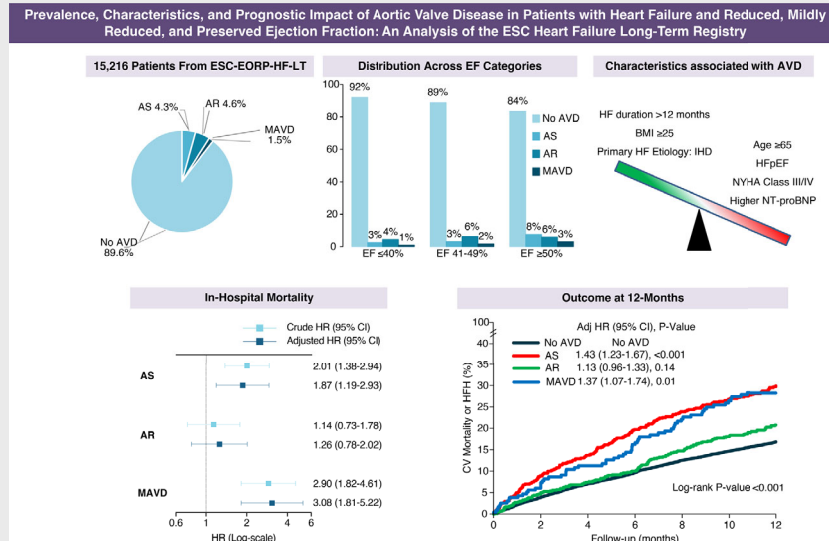 Prevalence, Characteristics, and Prognostic Impact of Aortic Valve Disease in Patients with Heart Failure and Reduced, Mildly
Reduced, and Preserved Ejection Fraction: An Analysis of the ESC Heart Failure Long-Term Registry
15,216 Patients From ESC-EORP-HF-LT
AS 4.3%
AR 4.6%
MAVD
1.5%
No AVD
89.6%
Distribution Across EF Categories
100
80
60
40
20
0
92%
3%
4%
1%
89%
3%
6%
2%
84%
8%
6%
3%
EF ≤40%
EF 41-49%
EF ≥50%
No AVD
AS
AR
MAVD
Characteristics associated with AVD
HF duration >12 months
BMI ≥25
Primary HF Etiology: IHD
Age ≥65
HFpEF
NYHA Class III/IV
Higher NT-proBNP
In-Hospital Mortality
Crude HR (95% CI)
Adjusted HR (95% CI)
AS
2.01 (1.38-2.94)
1.87 (1.19-2.93)
AR
1.14 (0.73-1.78)
1.26 (0.78-2.02)
MAVD
2.90 (1.82-4.61)
3.08 (1.81-5.22)
0.6 1 2 4 6
HR (Log-scale)
Outcome at 12-Months
Adj HR (95% CI), P-Value
No AVD No AVD
AS 1.43 (1.23-1.67), <0.001
AR 1.13 (0.96-1.33), 0.14
MAVD 1.37 (1.07-1.74), 0.01
CV Mortality or HFH (%)
100
40
35
30
25
20
15
10
5
0
Log-rank P-value <0.001
0 2 4 6 8 10 12
Follow-up (months)